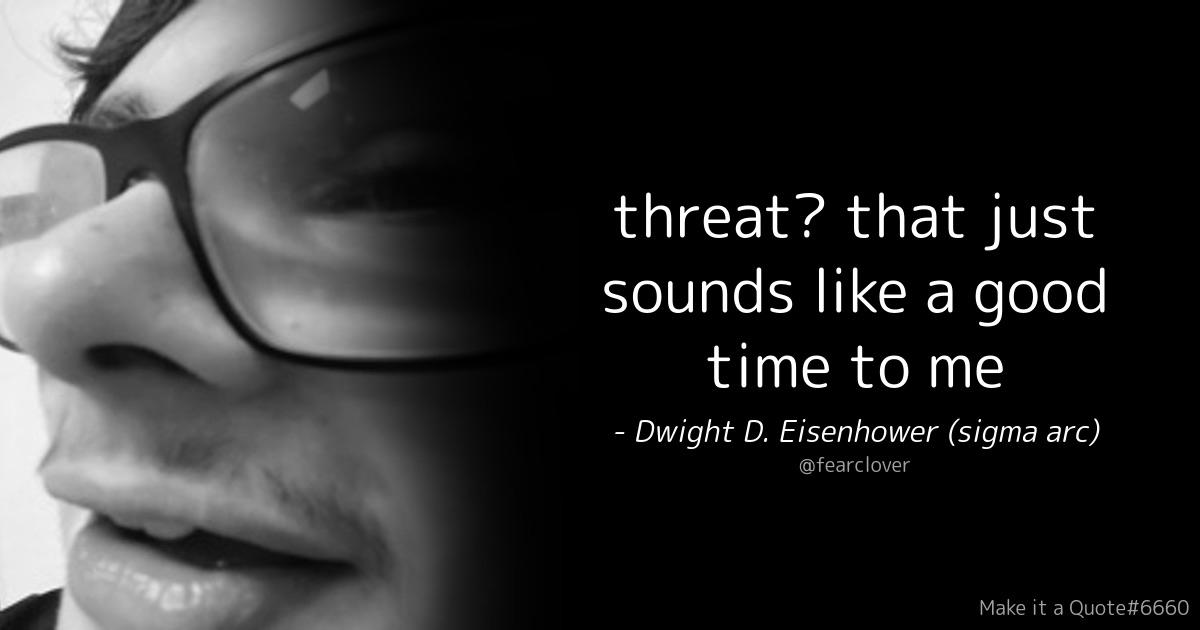 threat? that just
sounds like a good
time to me
- Dwight D. Eisenhower (sigma arc)
@fearclover
Make it a Quote#6660